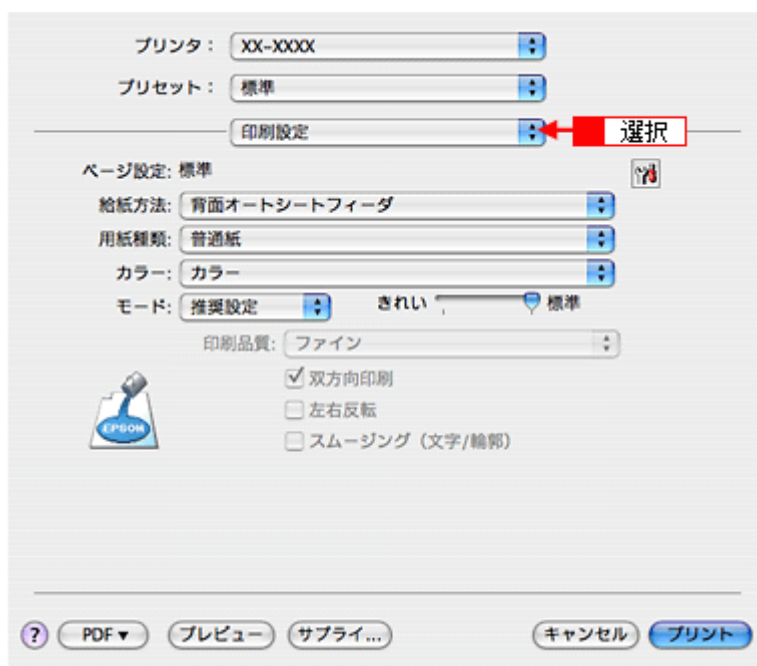 プリンタ： XX-XXXX
プリセット： 標準
印刷設定 選択
ページ設定: 標準
給紙方法: 背面オートシートフィーダ
用紙種類: 普通紙
カラー: カラー
モード: 推奨設定 きれい 標準
印刷品質: ファイン
双方向印刷
左右反転
スムージング（文字/輪郭）
EPSON
? PDF▼ プレビュー サプライ... キャンセル プリント